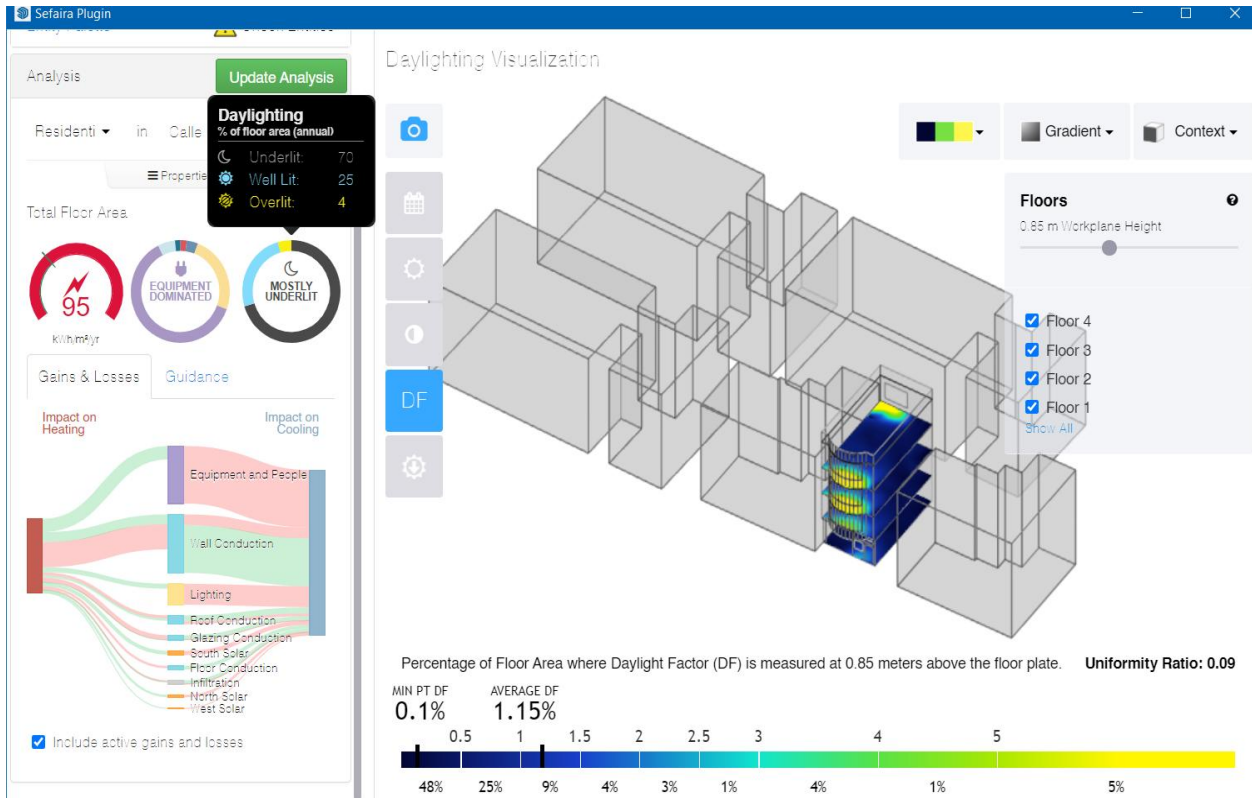 Sefaira Plugin
Analysis
Update Analysis
Residenti in Calle
Daylighting
% of floor area (annual)
Underlit: 70
Well Lit: 25
Overlit: 4
Propertie
Total Floor Area
95
kWh/m²/yr
EQUIPMENT
DOMINATED
MOSTLY
UNDERLIT
Gains & Losses Guidance
Impact on
Heating
Impact on
Cooling
Equipment and People
Wall Conduction
Lighting
Roof Conduction
Glazing Conduction
South Solar
Floor Conduction
Infiltration
North Solar
West Solar
Include active gains and losses
Daylighting Visualization
Gradient
Context
DF
Floors
0.85 m Workplane Height
Floor 4
Floor 3
Floor 2
Floor 1
Show All
Percentage of Floor Area where Daylight Factor (DF) is measured at 0.85 meters above the floor plate. Uniformity Ratio: 0.09
MIN PT DF AVERAGE DF
0.1% 1.15%
0.5 1 1.5 2 2.5 3 4 5
48% 25% 9% 4% 3% 1% 4% 1% 5%